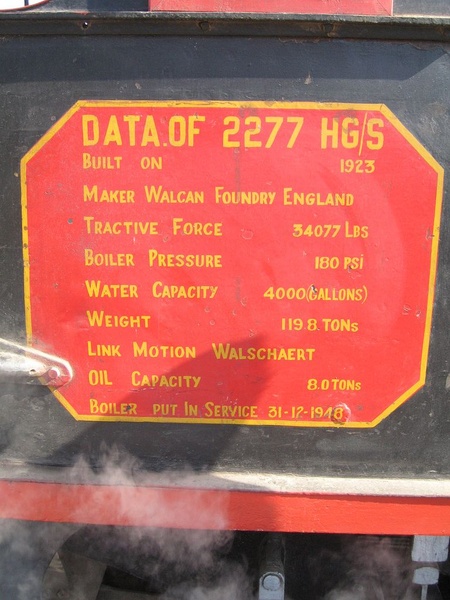 DATA.OF 2277 HG/S
BUILT ON 1923
MAKER WALCAN FOUNDRY ENGLAND
TRACTIVE FORCE 34077 LBS
BOILER PRESSURE 180 PSI
WATER CAPACITY 4000(GALLONS)
WEIGHT 119.8.TONS
LINK MOTION WALSCHAERT
OIL CAPACITY 8.0 TONS
BOILER PUT IN SERVICE 31-12-1948